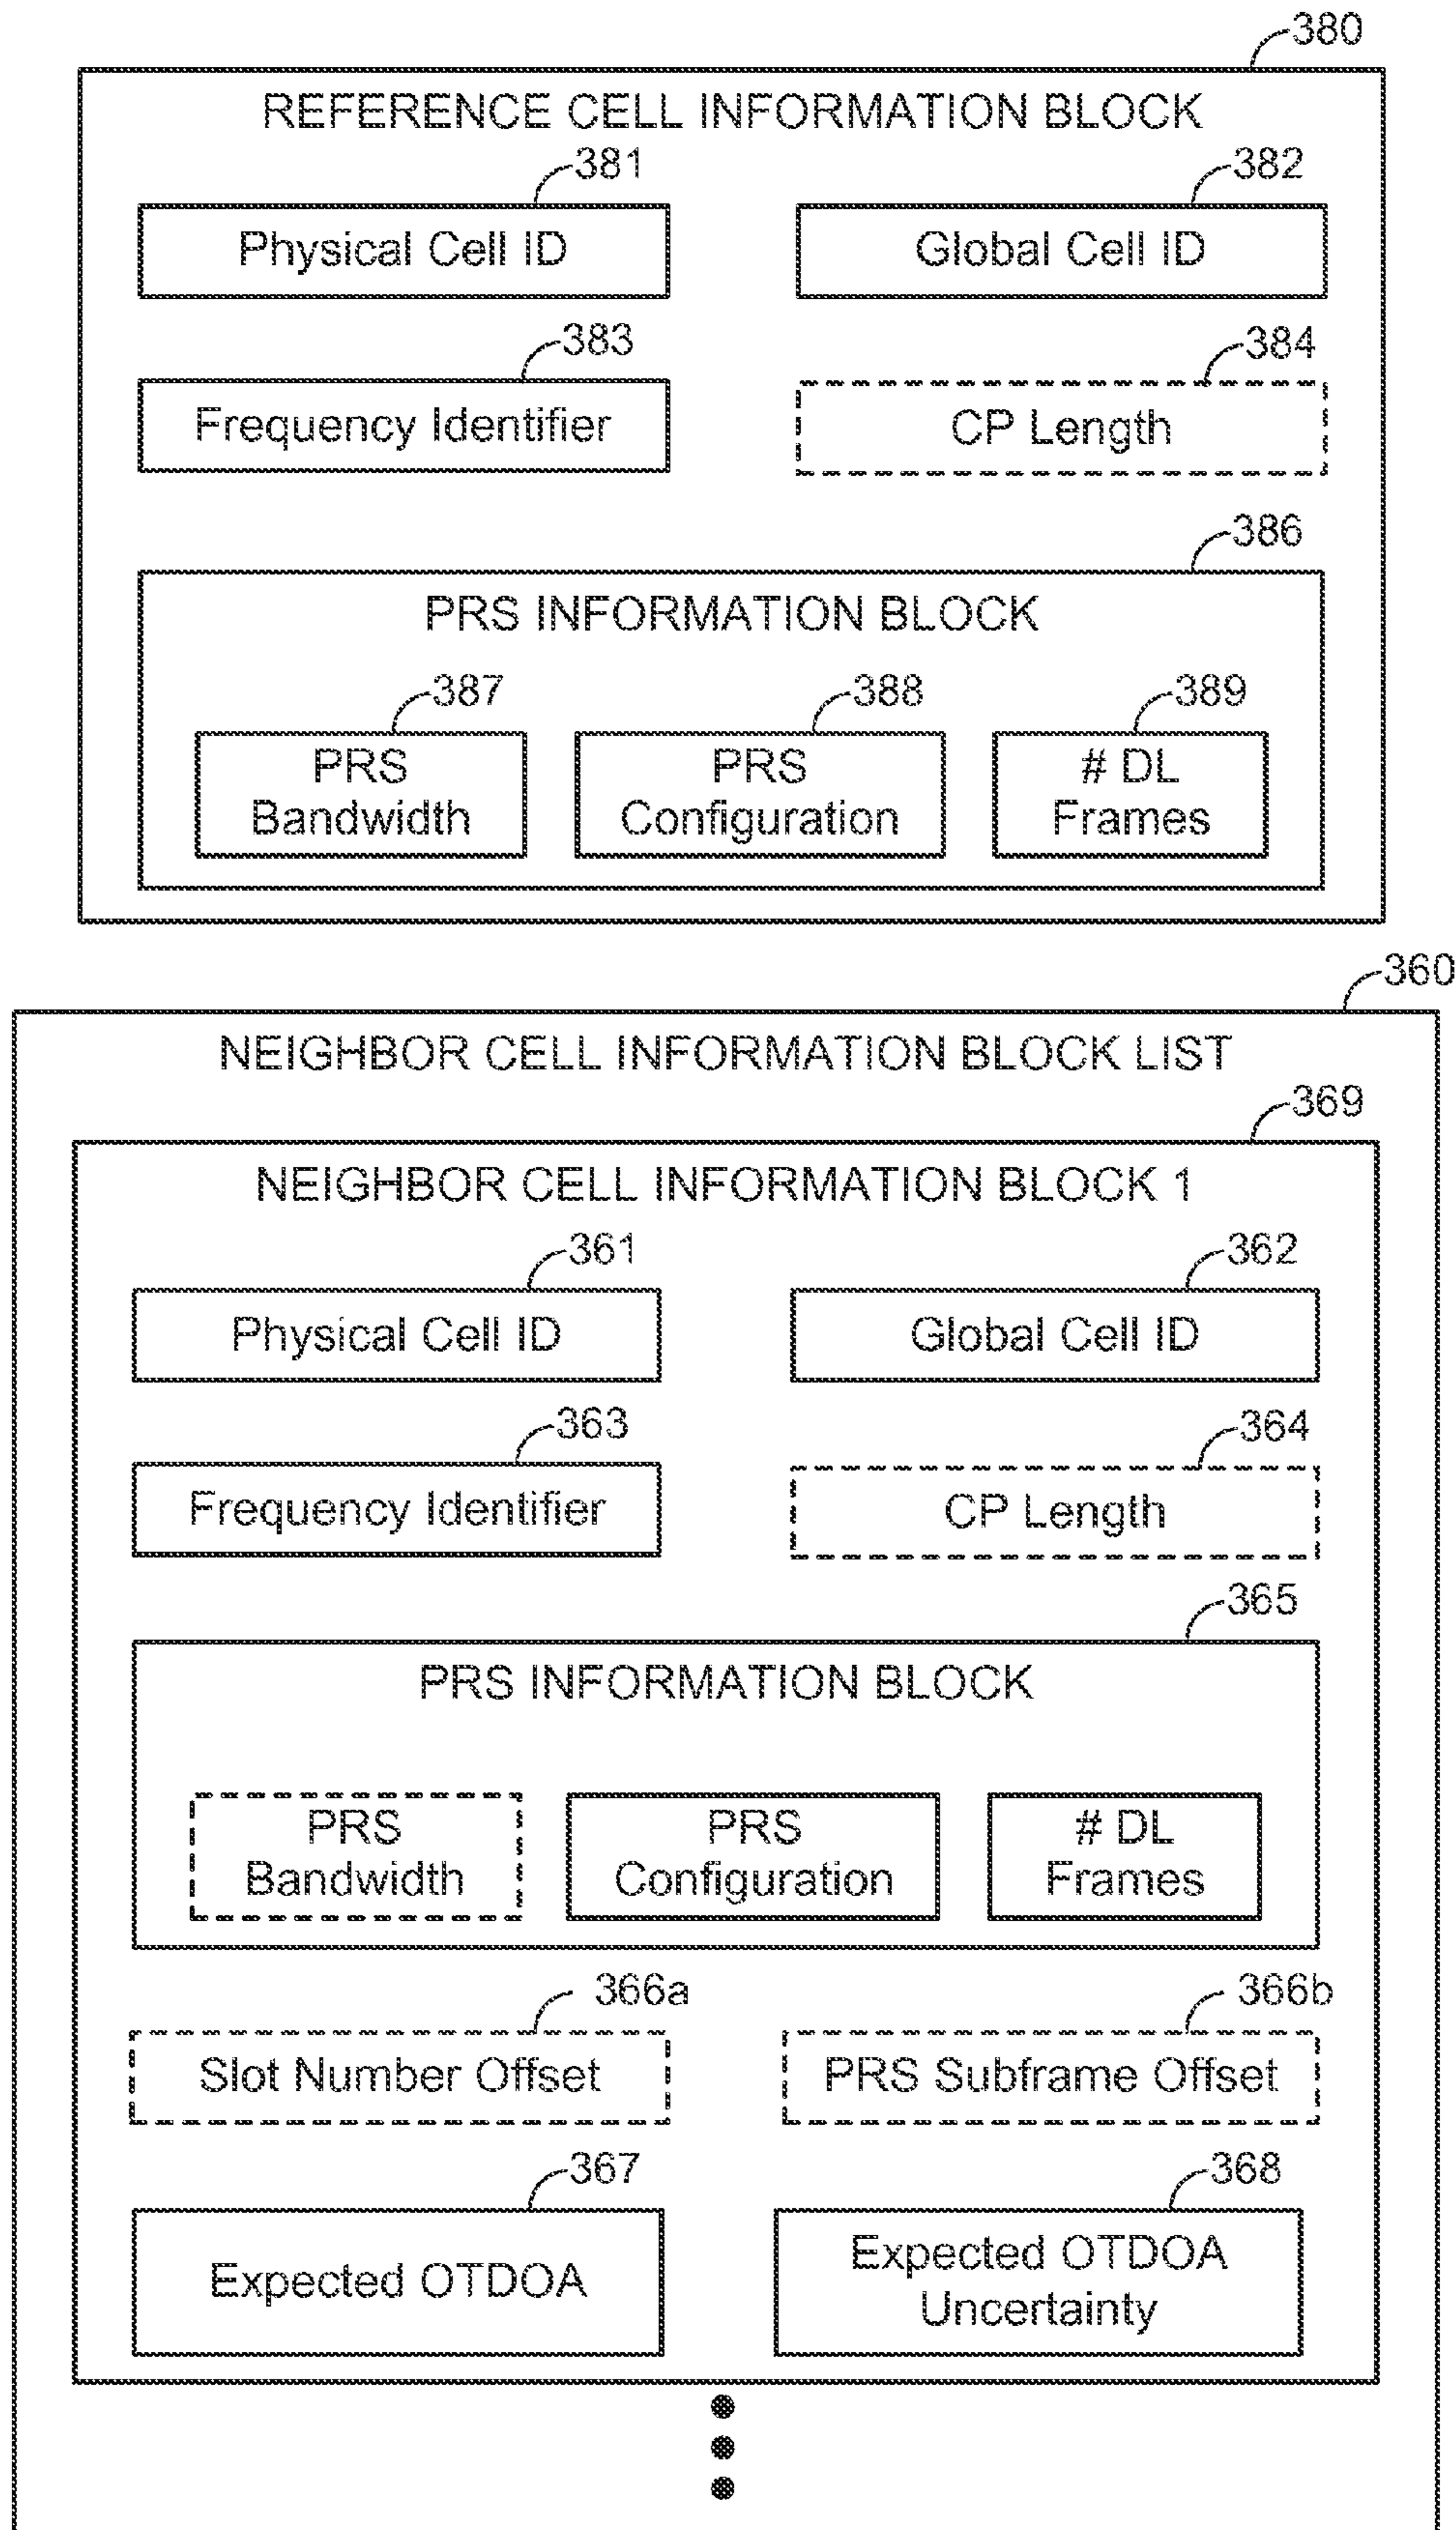 380
REFERENCE CELL INFORMATION BLOCK
381
382
Physical Cell ID
Global Cell ID
383
384
Frequency Identifier
CP Length
386
PRS INFORMATION BLOCK
387
388
389
PRS
Bandwidth
PRS
Configuration
# DL
Frames
360
NEIGHBOR CELL INFORMATION BLOCK LIST
369
NEIGHBOR CELL INFORMATION BLOCK 1
361
362
Physical Cell ID
Global Cell ID
363
364
Frequency Identifier
CP Length
365
PRS INFORMATION BLOCK
PRS
Bandwidth
PRS
Configuration
# DL
Frames
366a
366b
Slot Number Offset
PRS Subframe Offset
367
368
Expected OTDOA
Expected OTDOA
Uncertainty